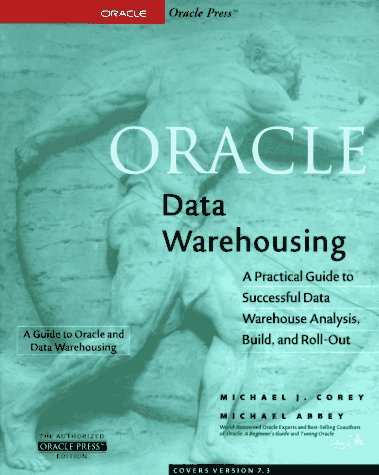 ORACLE Oracle Press™
ORACLE
Data
Warehousing
A Practical Guide to
Successful Data
Warehouse Analysis,
Build, and Roll-Out
A Guide to Oracle and
Data Warehousing
MICHAEL J. COREY
MICHAEL ABBEY
World-Renowned Oracle Experts and Best-Selling Coauthors
of Oracle: A Beginner's Guide and Tuning Oracle
THE AUTHORIZED
ORACLE PRESS™
EDITION
COVERS VERSION 7.3